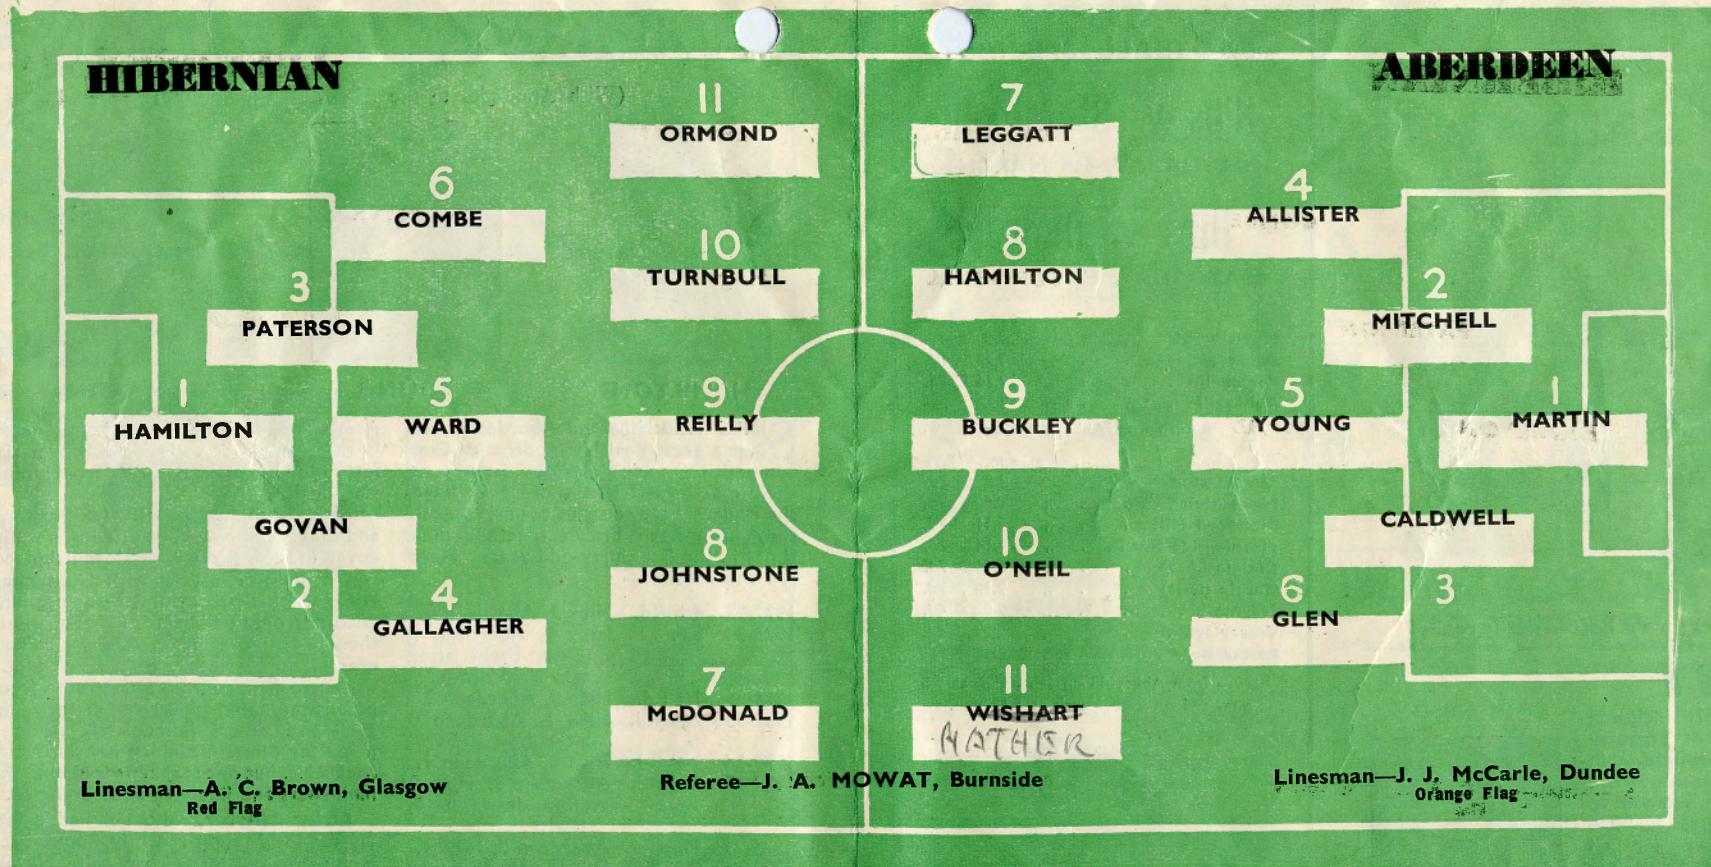 HIBERNIAN
ABERDEEN
11
ORMOND
7
LEGGATT
6
COMBE
4
ALLISTER
10
TURNBULL
8
HAMILTON
3
PATERSON
2
MITCHELL
1
HAMILTON
5
WARD
9
REILLY
9
BUCKLEY
5
YOUNG
1
MARTIN
GOVAN
2
8
JOHNSTONE
10
O'NEIL
CALDWELL
3
4
GALLAGHER
6
GLEN
7
McDONALD
11
WISHART
HATHER
Linesman—A. C. Brown, Glasgow
Red Flag
Referee—J. A. MOWAT, Burnside
Linesman—J. J. McCarle, Dundee
Orange Flag